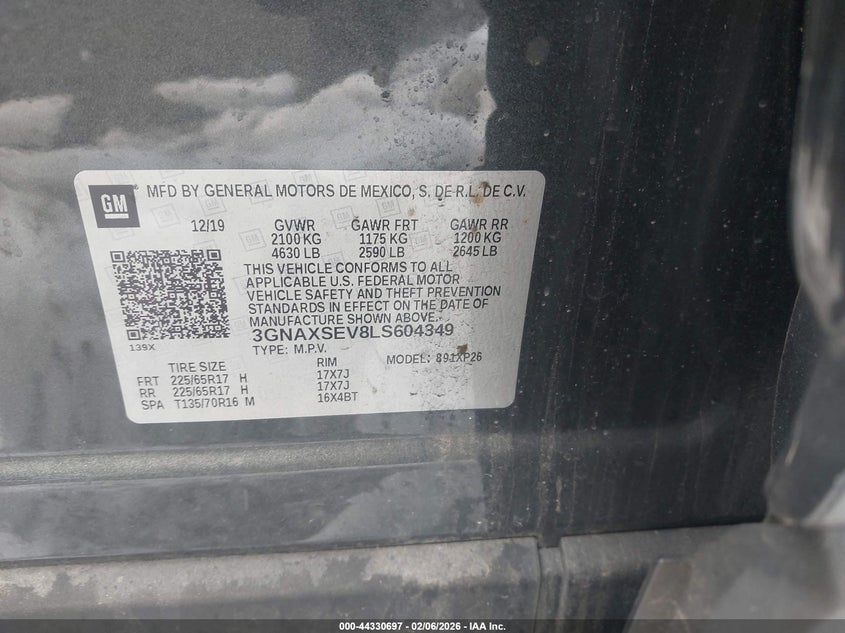 GM
MFD BY GENERAL MOTORS DE MEXICO, S. DE R.L. DE C.V.
12/19 GVWR GAWR FRT GAWR RR
2100 KG 1175 KG 1200 KG
4630 LB 2590 LB 2645 LB
THIS VEHICLE CONFORMS TO ALL
APPLICABLE U.S. FEDERAL MOTOR
VEHICLE SAFETY AND THEFT PREVENTION
STANDARDS IN EFFECT ON THE DATE OF
MANUFACTURE SHOWN ABOVE.
3GNAXSEV8LS604349
139X
TYPE: M.P.V. MODEL: 891XP26
TIRE SIZE RIM
FRT 225/65R17 H 17X7J
RR 225/65R17 H 17X7J
SPA T135/70R16 M 16X4BT
000-44330697 - 02/06/2026 - IAA Inc.